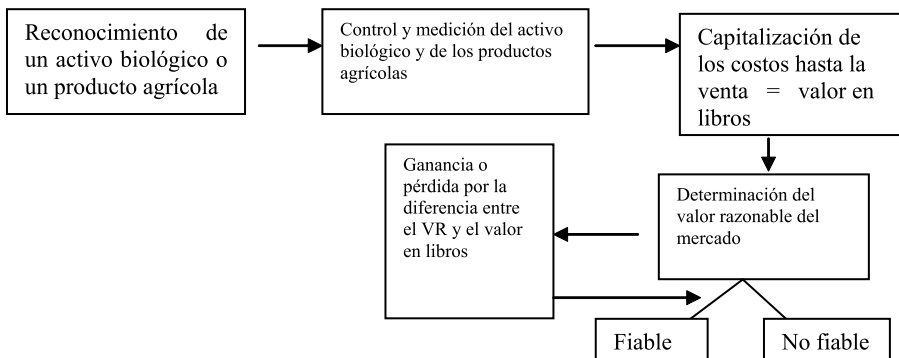 Reconocimiento de
un activo biológico o
un producto agrícola
Control y medición del activo
biológico y de los productos
agrícolas
Capitalización de
los costos hasta la
venta = valor en
libros
Ganancia o
pérdida por la
diferencia entre
el VR y el valor
en libros
Determinación del
valor razonable del
mercado
Fiable
No fiable